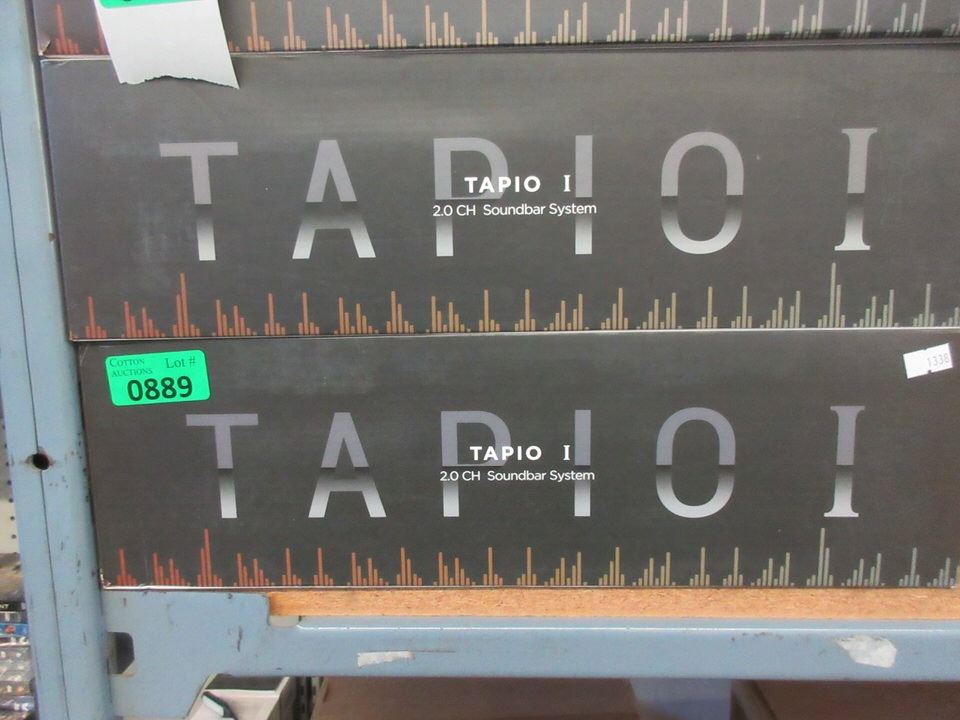 TAPIO I
TAPIO I
2.0 CH Soundbar System
COTTON AUCTIONS Lot #
0889
1338
TAPIO I
TAPIO I
2.0 CH Soundbar System